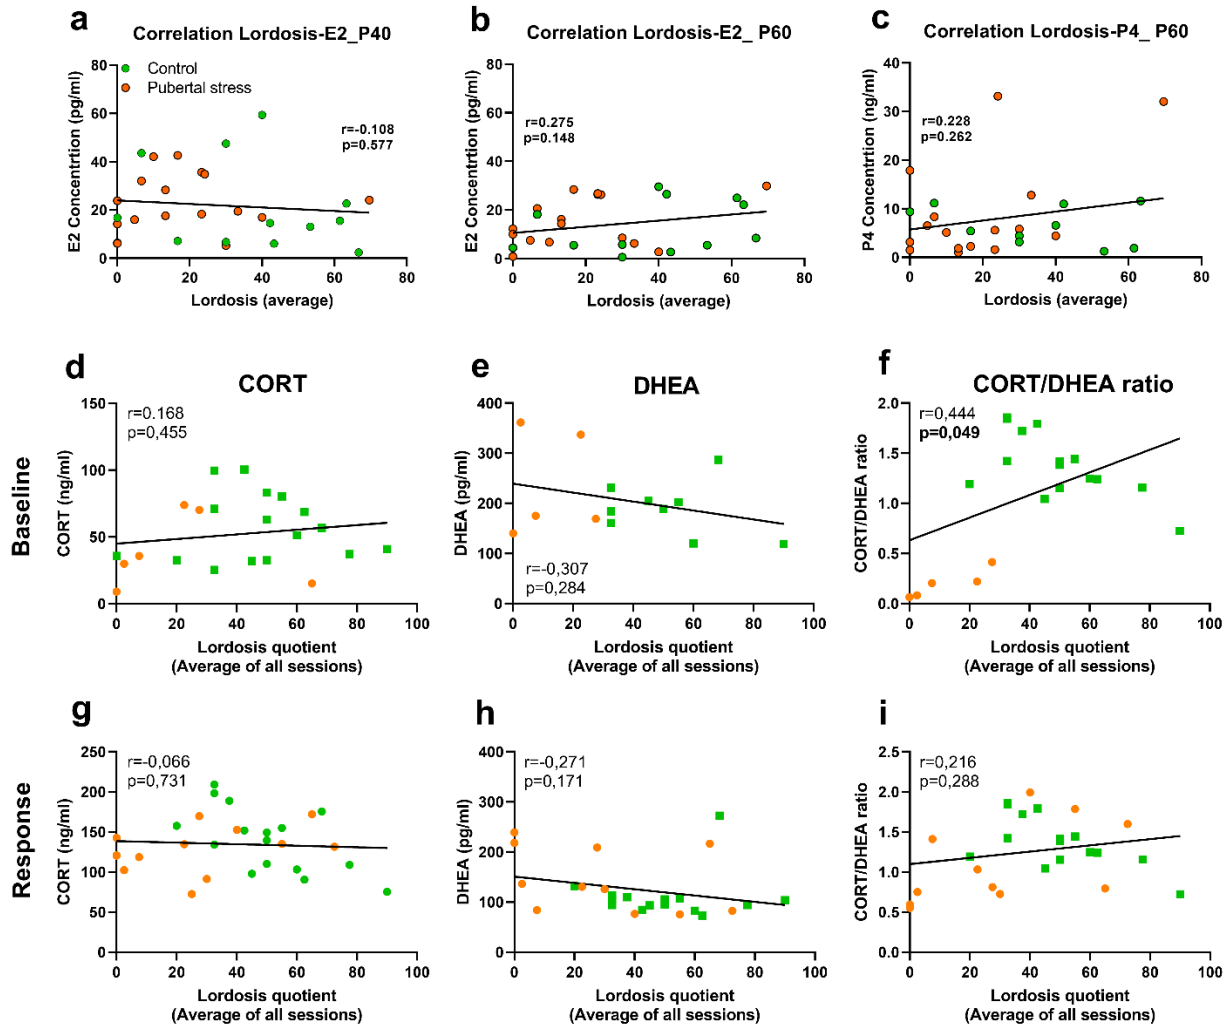 a
Correlation Lordosis-E2_P40
Control
Pubertal stress
r=-0.108
p=0.577
E2 Concentrtion (pg/ml)
80
60
40
20
0
0
20
40
60
80
Lordosis (average)
b
Correlation Lordosis-E2_ P60
r=0.275
p=0.148
E2 Concentrtion (pg/ml)
80
60
40
20
0
0
20
40
60
80
Lordosis (average)
c
Correlation Lordosis-P4_ P60
r=0.228
p=0.262
P4 Concentrtion (ng/ml)
40
30
20
10
0
0
20
40
60
80
Lordosis (average)
Baseline
d
CORT
r=0.168
p=0,455
CORT (ng/ml)
150
100
50
0
0
20
40
60
80
100
Lordosis quotient
(Average of all sessions)
e
DHEA
r=-0,307
p=0,284
DHEA (pg/ml)
400
300
200
100
0
0
20
40
60
80
100
Lordosis quotient
(Average of all sessions)
f
CORT/DHEA ratio
r=0,444
p=0,049
CORT/DHEA ratio
2.0
1.5
1.0
0.5
0.0
0
20
40
60
80
100
Lordosis quotient
(Average of all sessions)
Response
g
r=-0,066
p=0,731
CORT (ng/ml)
250
200
150
100
50
0
0
20
40
60
80
100
Lordosis quotient
(Average of all sessions)
h
r=-0,271
p=0,171
DHEA (pg/ml)
400
300
200
100
0
0
20
40
60
80
100
Lordosis quotient
(Average of all sessions)
i
r=0,216
p=0,288
CORT/DHEA ratio
2.5
2.0
1.5
1.0
0.5
0.0
0
20
40
60
80
100
Lordosis quotient
(Average of all sessions)